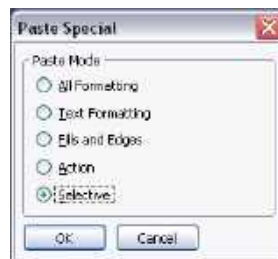 Paste Special
Paste Mode
All Formatting
Text Formatting
Fills and Edges
Action
Selective
OK
Cancel